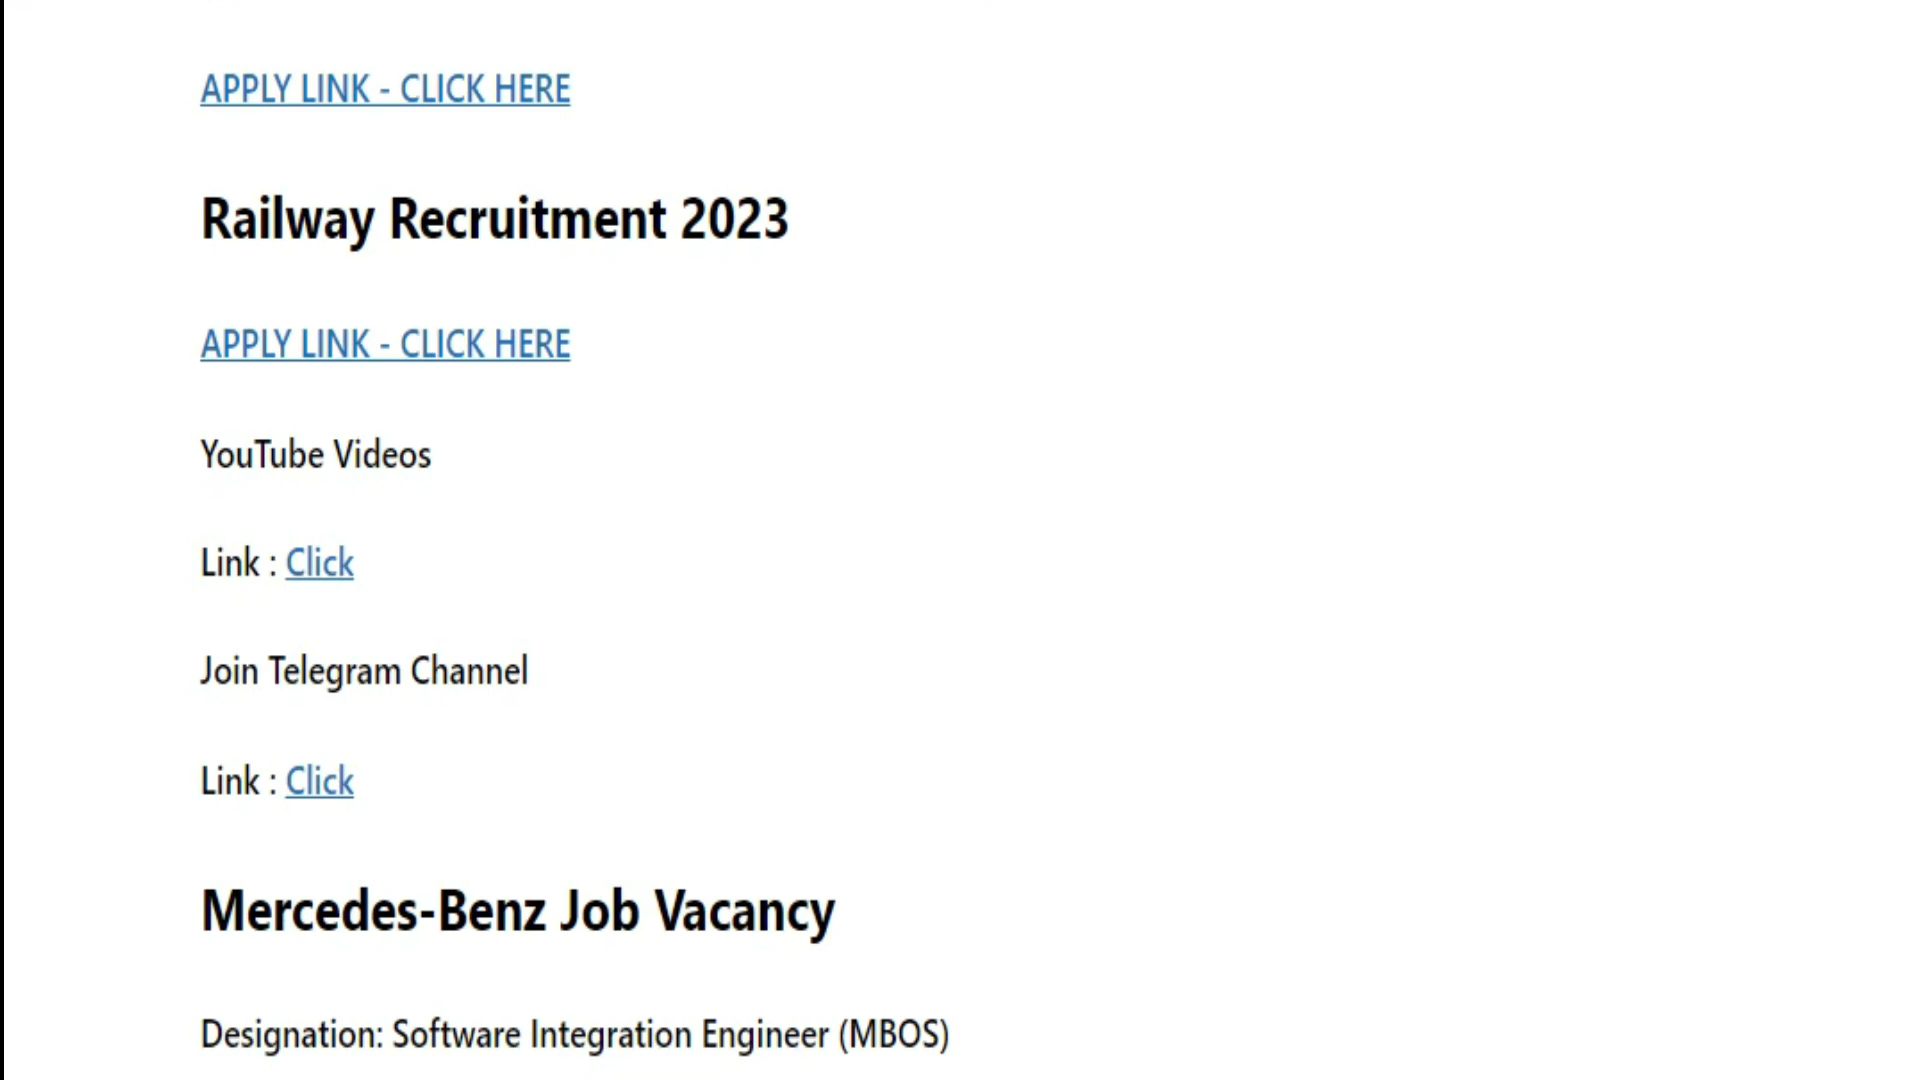 APPLY LINK - CLICK HERE
Railway Recruitment 2023
APPLY LINK - CLICK HERE
YouTube Videos
Link : Click
Join Telegram Channel
Link : Click
Mercedes-Benz Job Vacancy
Designation: Software Integration Engineer (MBOS)